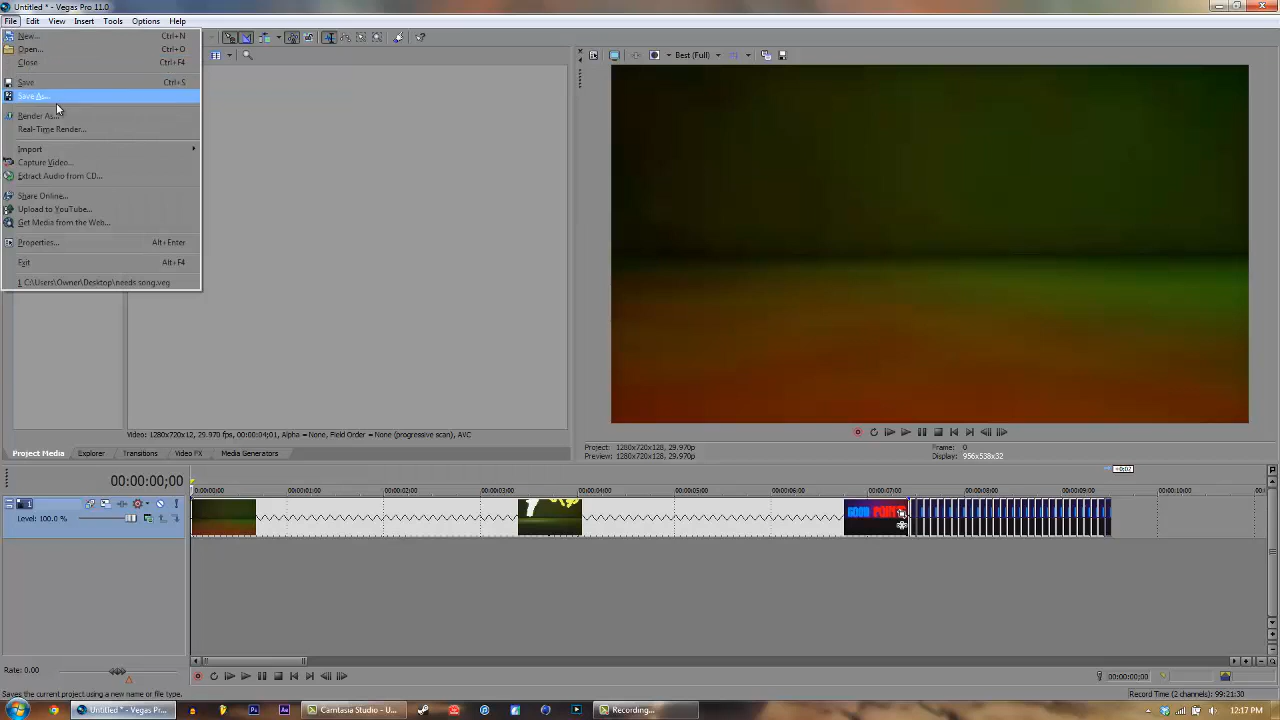 Untitled * - Vegas Pro 11.0
File Edit View Insert Tools Options Help
New... Ctrl+N
Open... Ctrl+O
Close Ctrl+F4
Save Ctrl+S
Save As...
Render As...
Real-Time Render...
Import
Capture Video...
Extract Audio from CD...
Share Online...
Upload to YouTube...
Get Media from the Web...
Properties... Alt+Enter
Exit Alt+F4
1 C:\Users\Owner\Desktop\needs song.veg
Best (Full)
Video: 1280x720x12, 29.970 fps, 00:00:04;01, Alpha = None, Field Order = None (progressive scan), AVC
Project Media Explorer Transitions Video FX Media Generators
Project: 1280x720x128, 29.970p
Preview: 1280x720x128, 29.970p
Frame: 0
Display: 956x538x32
00:00:00;00
+0:02
00:00:00;00 00:00:01;00 00:00:02;00 00:00:03;00 00:00:04;00 00:00:05;00 00:00:06;00 00:00:07;00 00:00:08;00 00:00:09;00 00:00:10;00
1
Level: 100.0 %
GOOD POINT
Rate: 0.00
00:00:00;00
Saves the current project using a new name or file type.
Record Time (2 channels): 99:21:30
Untitled * - Vegas Pr...
Camtasia Studio - U...
Recording...
12:17 PM